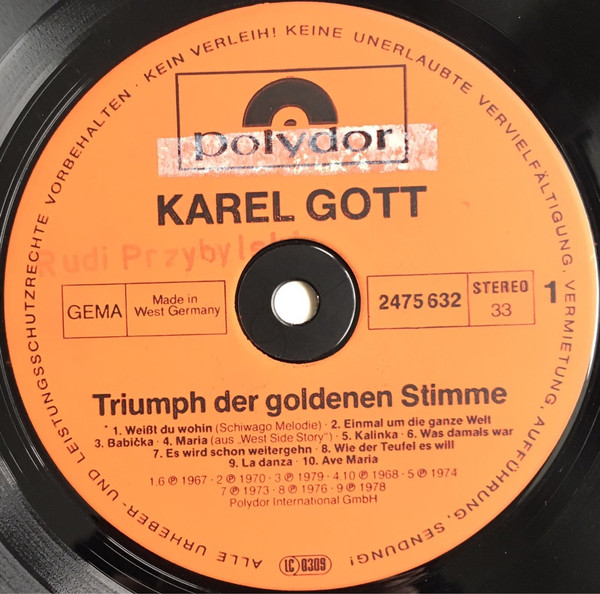 ALLE URHEBER- UND LEISTUNGSSCHUTZRECHTE VORBEHALTEN · KEIN VERLEIH! KEINE UNERLAUBTE VERVIELFÄLTIGUNG, VERMIETUNG, AUFFÜHRUNG, SENDUNG!
polydor
KAREL GOTT
Rudi Przybylski
GEMA
Made in
West Germany
2475 632
STEREO
33
1
Triumph der goldenen Stimme
1. Weißt du wohin (Schiwago Melodie) · 2. Einmal um die ganze Welt
3. Babička · 4. Maria (aus „West Side Story") · 5. Kalinka · 6. Was damals war
7. Es wird schon weitergehn · 8. Wie der Teufel es will
9. La danza · 10. Ave Maria
1.6 ℗ 1967 · 2 ℗ 1970 · 3 ℗ 1979 · 4.10 ℗ 1968 · 5 ℗ 1974
7 ℗ 1973 · 8 ℗ 1976 · 9 ℗ 1978
Polydor International GmbH
LC 0309